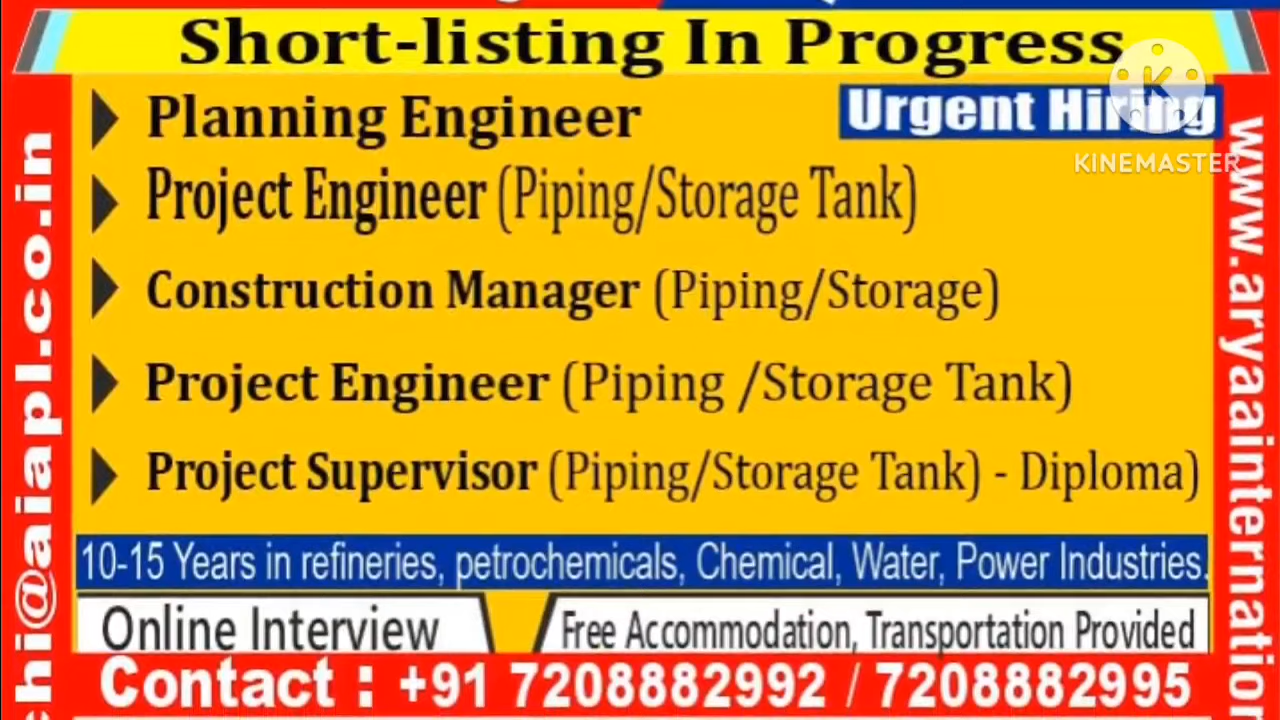 Short-listing In Progress
Urgent Hiring
KINEMASTER
Planning Engineer
Project Engineer (Piping/Storage Tank)
Construction Manager (Piping/Storage)
Project Engineer (Piping /Storage Tank)
Project Supervisor (Piping/Storage Tank) - Diploma)
10-15 Years in refineries, petrochemicals, Chemical, Water, Power Industries.
Online Interview
Free Accommodation, Transportation Provided
Contact : +91 7208882992 / 7208882995
hi@aiapl.co.in
www.aryaainternation